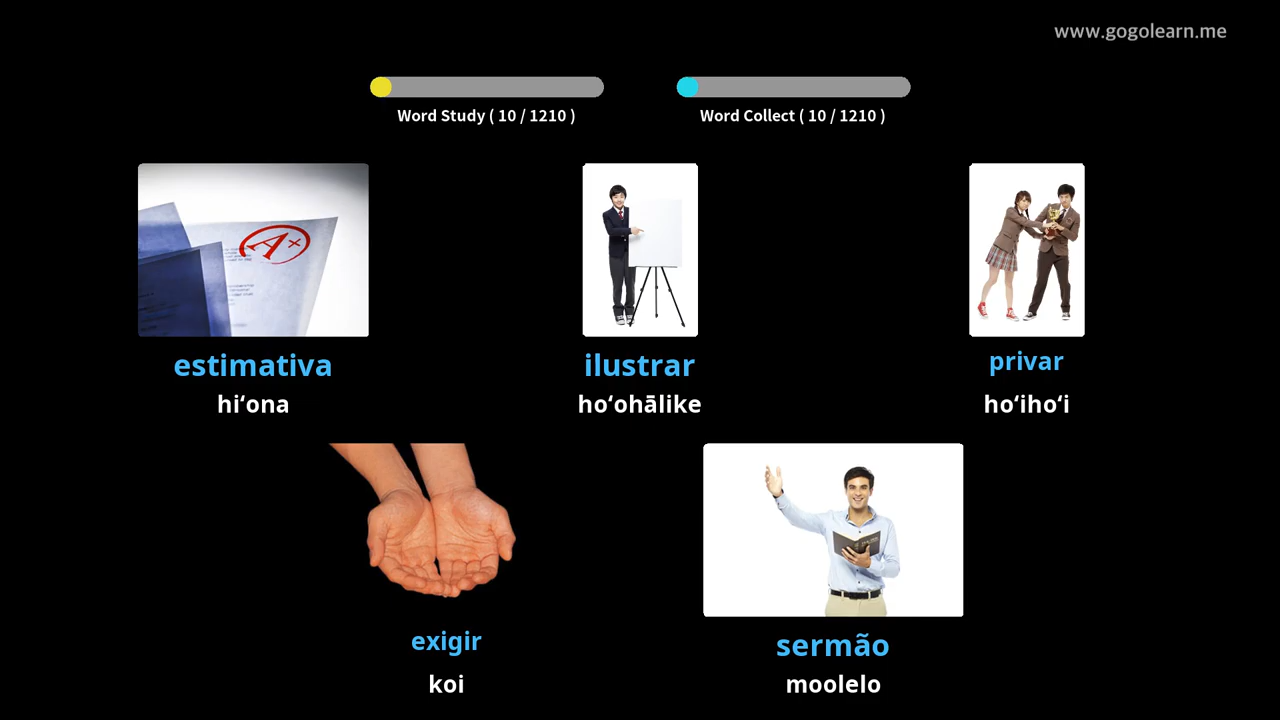 www.gogolearn.me
Word Study ( 10 / 1210 )
Word Collect ( 10 / 1210 )
A+
estimativa
hiʻona
ilustrar
hoʻohālike
privar
hoʻihoʻi
exigir
koi
sermão
moolelo